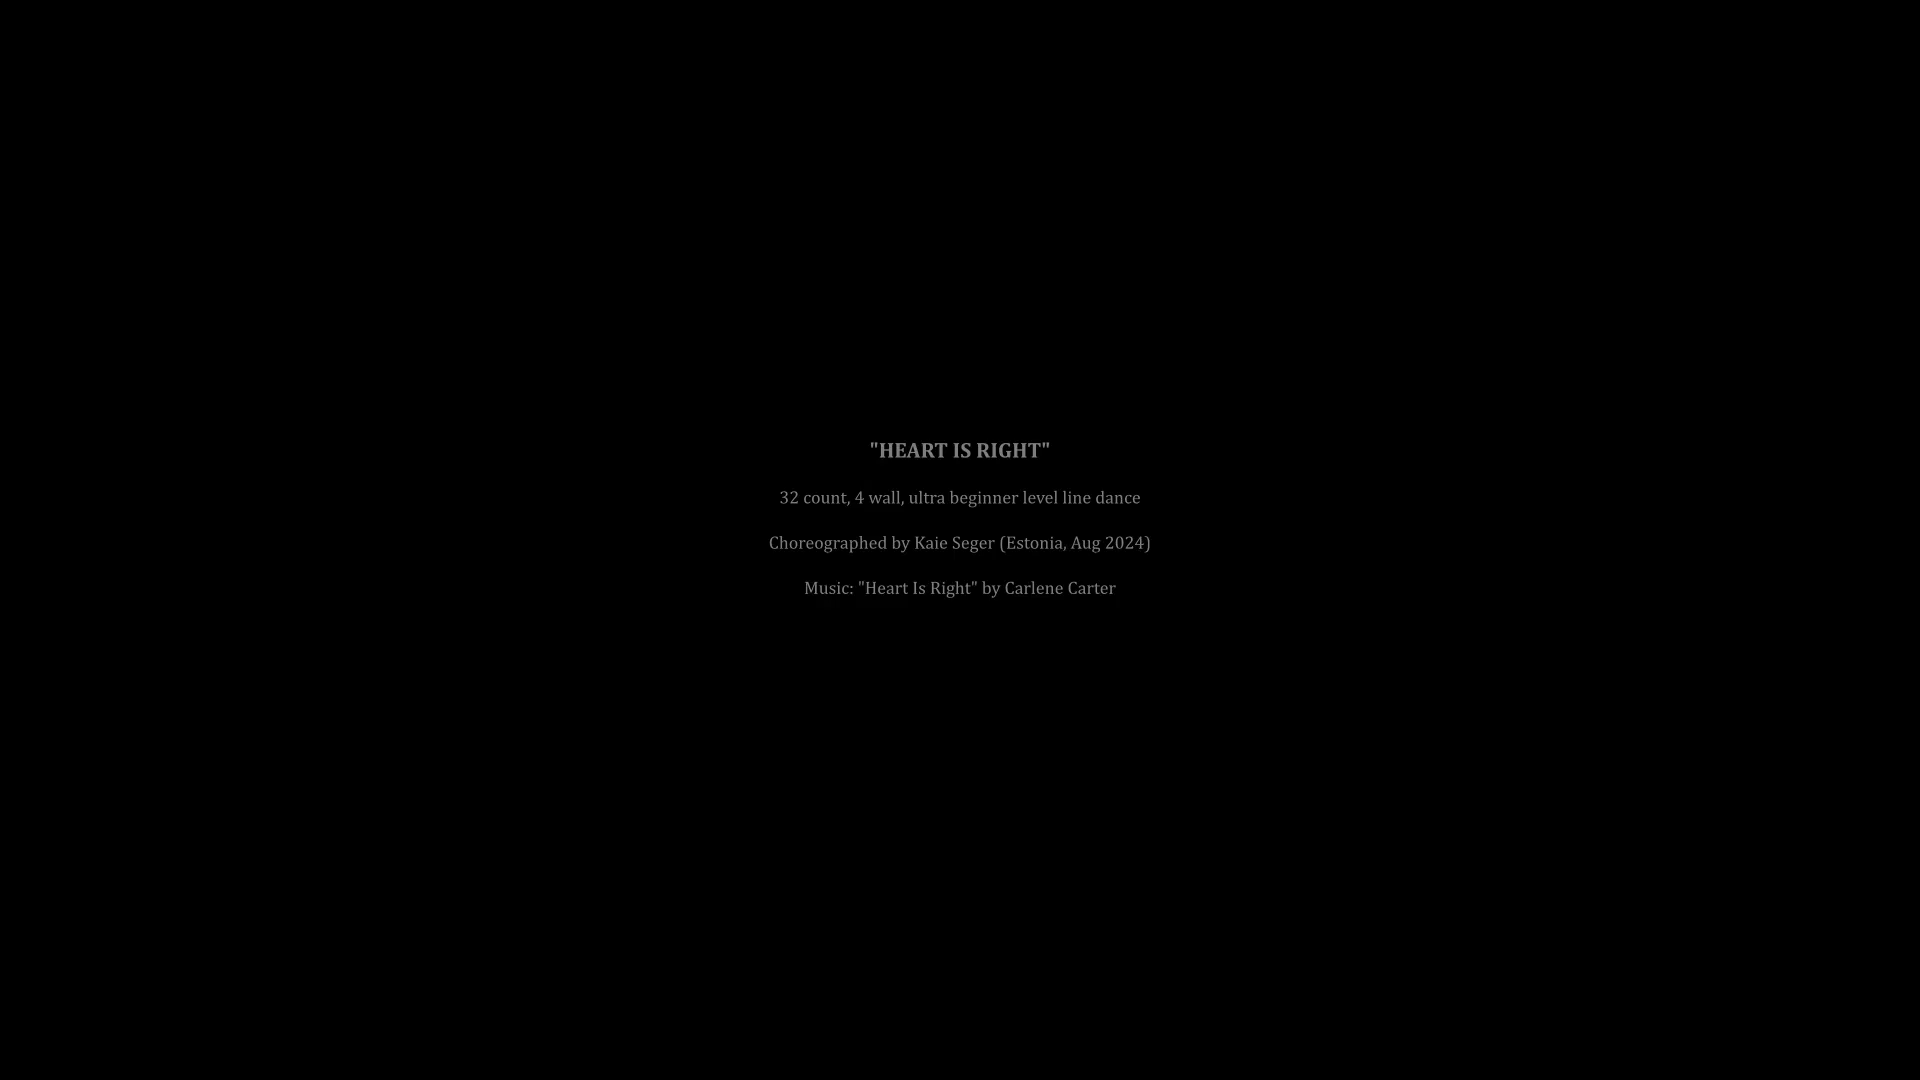 "HEART IS RIGHT"
32 count, 4 wall, ultra beginner level line dance
Choreographed by Kaie Seger (Estonia, Aug 2024)
Music: "Heart Is Right" by Carlene Carter